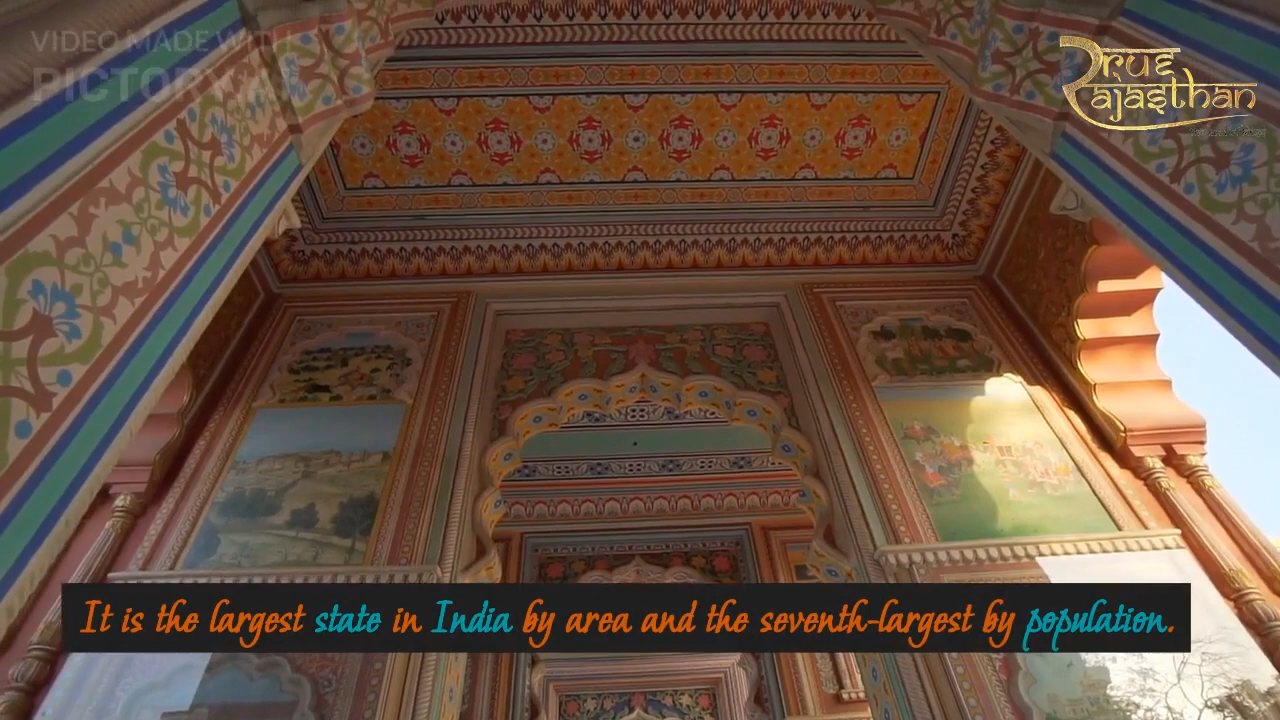 VIDEO MADE WITH
PICTORY.AI
True
Rajasthan
It is the largest state in India by area and the seventh-largest by population.